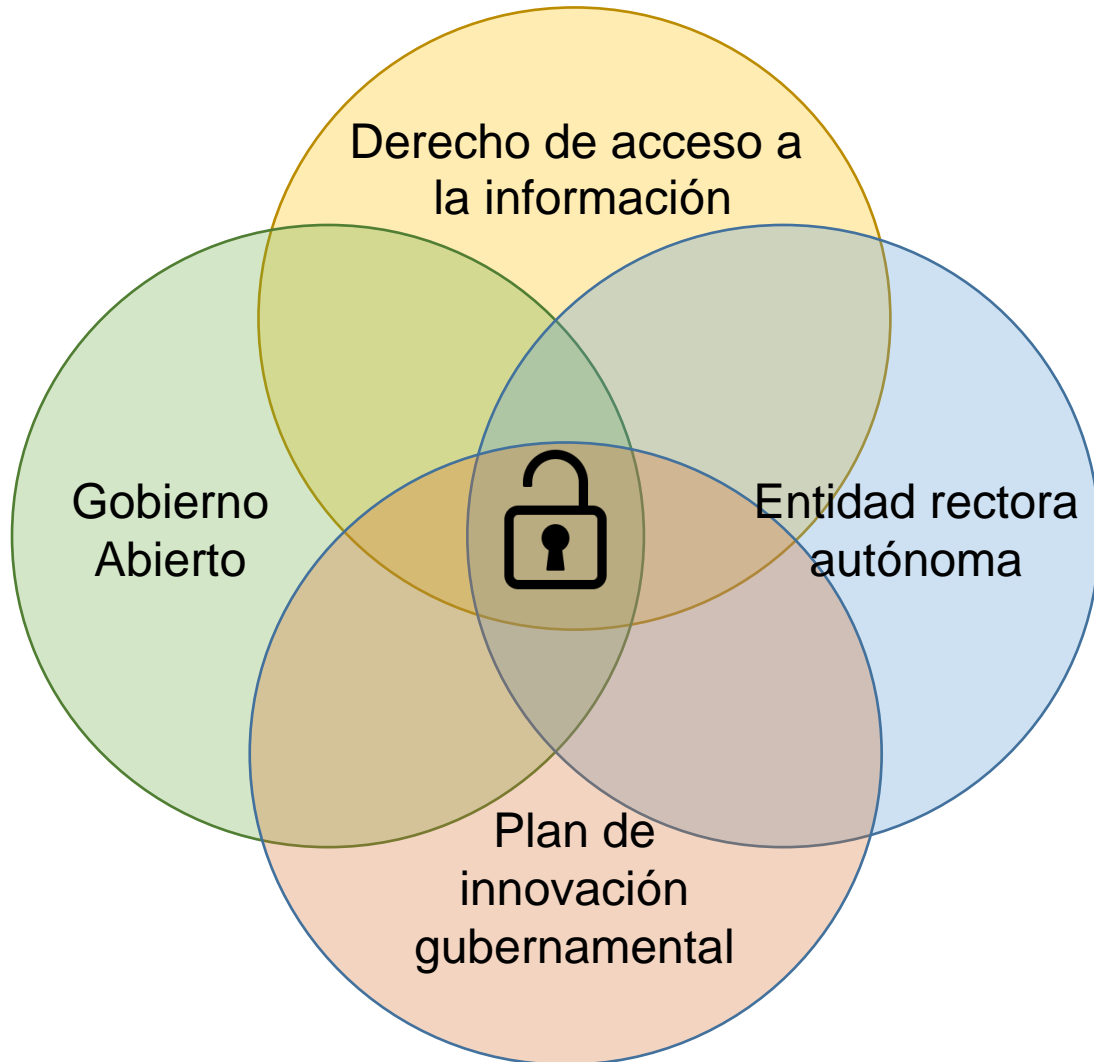 Derecho de acceso a
la información
Gobierno
Abierto
Entidad rectora
autónoma
Plan de
innovación
gubernamental